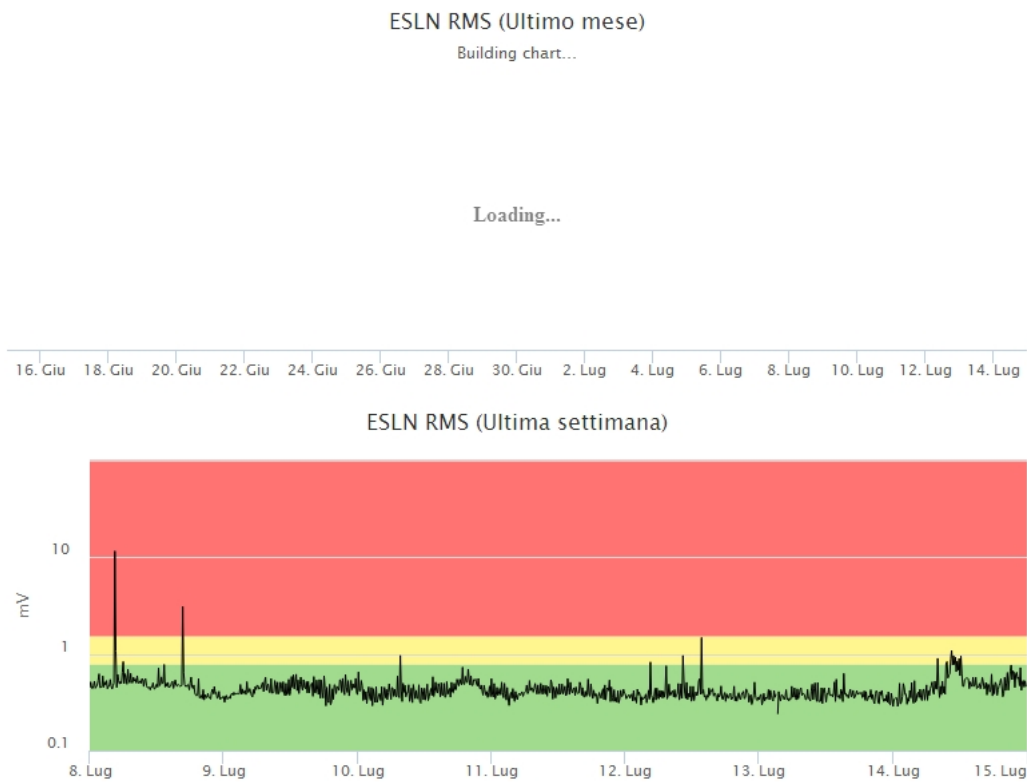 ESLN RMS (Ultimo mese)
Building chart...
Loading...
16. Giu 18. Giu 20. Giu 22. Giu 24. Giu 26. Giu 28. Giu 30. Giu 2. Lug 4. Lug 6. Lug 8. Lug 10. Lug 12. Lug 14. Lug
ESLN RMS (Ultima settimana)
10
mV
1
0.1
8. Lug 9. Lug 10. Lug 11. Lug 12. Lug 13. Lug 14. Lug 15. Lug